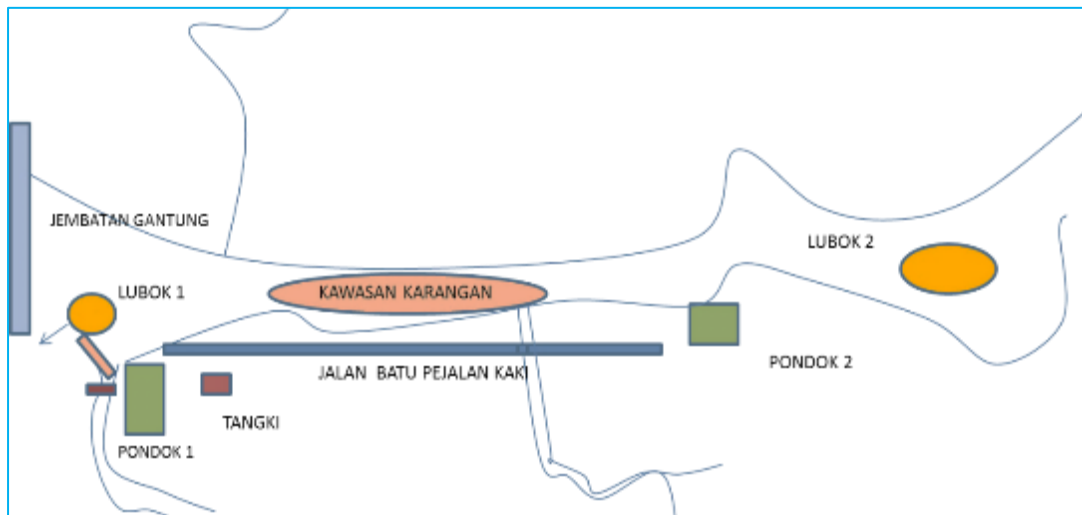 JEMBATAN GANTUNG
LUBOK 2
LUBOK 1
KAWASAN KARANGAN
PONDOK 2
JALAN BATU PEJALAN KAKI
TANGKI
PONDOK 1